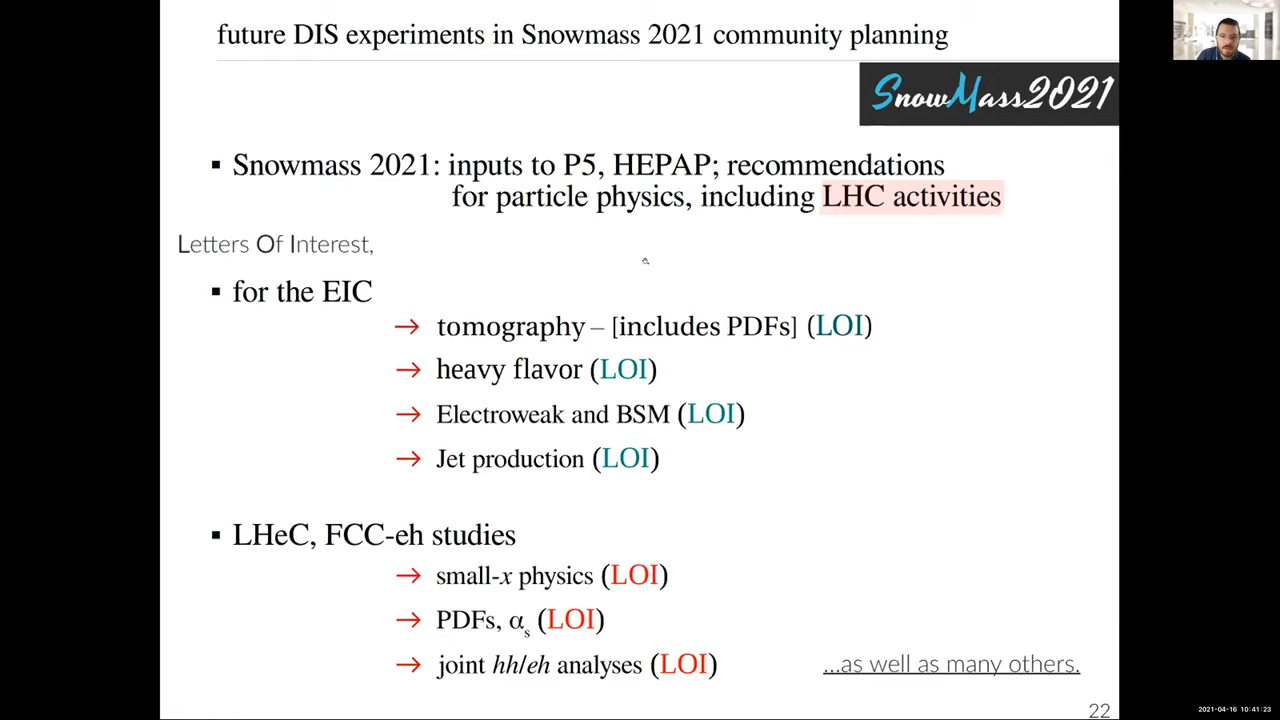 future DIS experiments in Snowmass 2021 community planning
SnowMass2021
▪ Snowmass 2021: inputs to P5, HEPAP; recommendations
for particle physics, including LHC activities
Letters Of Interest,
▪ for the EIC
→ tomography – [includes PDFs] (LOI)
→ heavy flavor (LOI)
→ Electroweak and BSM (LOI)
→ Jet production (LOI)
▪ LHeC, FCC-eh studies
→ small-x physics (LOI)
→ PDFs, αs (LOI)
→ joint hh/eh analyses (LOI)
...as well as many others.
22
2021-04-16 10:41:23